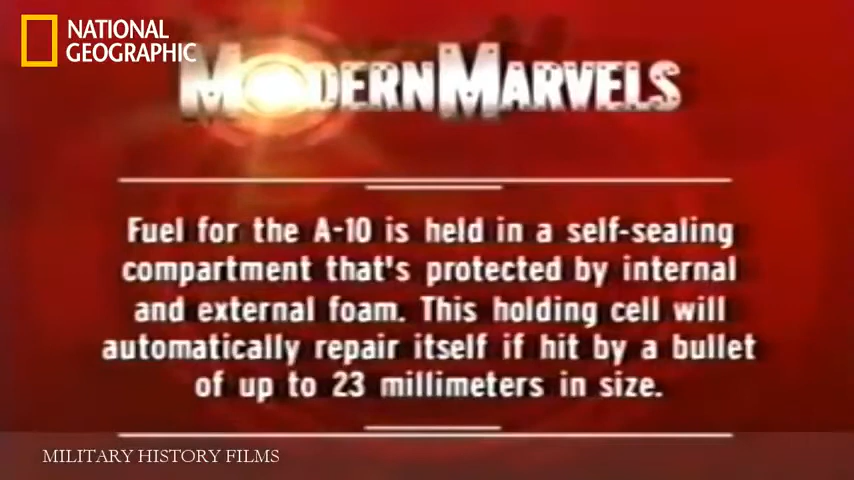 NATIONAL
GEOGRAPHIC
MODERN MARVELS
Fuel for the A-10 is held in a self-sealing
compartment that's protected by internal
and external foam. This holding cell will
automatically repair itself if hit by a bullet
of up to 23 millimeters in size.
MILITARY HISTORY FILMS